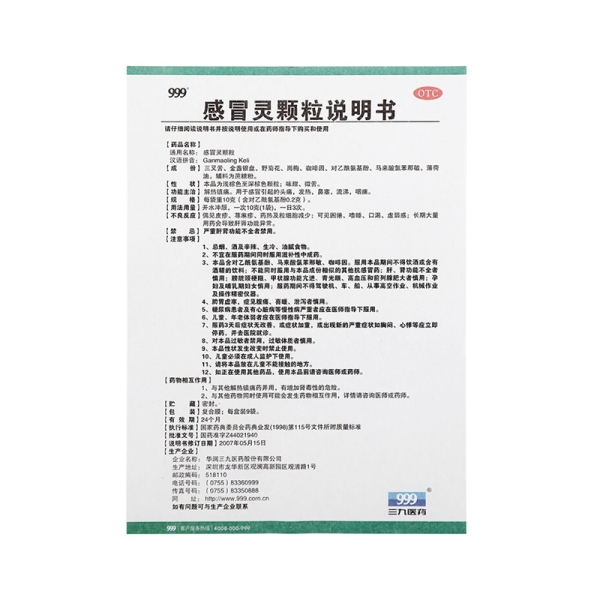 999®
OTC
感冒灵颗粒说明书
请仔细阅读说明书并按说明使用或在药师指导下购买和使用
【药品名称】
通用名称：感冒灵颗粒
汉语拼音：Ganmaoling Keli
【成 份】三叉苦、金盏银盘、野菊花、岗梅、咖啡因、对乙酰氨基酚、马来酸氯苯那敏、薄荷
油。辅料为蔗糖粉。
【性 状】本品为浅棕色至深棕色颗粒；味甜、微苦。
【功能主治】解热镇痛。用于感冒引起的头痛，发热，鼻塞，流涕，咽痛。
【规 格】每袋重10克（含对乙酰氨基酚0.2克）。
【用法用量】开水冲服，一次10克(1袋)，一日3次。
【不良反应】偶见皮疹、荨麻疹、药热及粒细胞减少；可见困倦、嗜睡、口渴、虚弱感；长期大量
用药会导致肝肾功能异常。
【禁 忌】严重肝肾功能不全者禁用。
【注意事项】
1、忌烟、酒及辛辣、生冷、油腻食物。
2、不宜在服药期间同时服用滋补性中成药。
3、本品含对乙酰氨基酚、马来酸氯苯那敏、咖啡因。服用本品期间不得饮酒或含有
酒精的饮料；不能同时服用与本品成份相似的其他抗感冒药；肝、肾功能不全者
慎用；膀胱颈梗阻、甲状腺功能亢进、青光眼、高血压和前列腺肥大者慎用；孕
妇及哺乳期妇女慎用；服药期间不得驾驶机、车、船、从事高空作业、机械作业
及操作精密仪器。
4、脾胃虚寒，症见腹痛、喜暖、泄泻者慎用。
5、糖尿病患者及有心脏病等慢性病严重者应在医师指导下服用。
6、儿童、年老体弱者应在医师指导下服用。
7、服药3天后症状无改善，或症状加重，或出现新的严重症状如胸闷、心悸等应立即
停药，并去医院就诊。
8、对本品过敏者禁用，过敏体质者慎用。
9、本品性状发生改变时禁止使用。
10、儿童必须在成人监护下使用。
11、请将本品放在儿童不能接触的地方。
12、如正在使用其他药品，使用本品前请咨询医师或药师。
【药物相互作用】
1、与其他解热镇痛药并用，有增加肾毒性的危险。
2、与其他药物同时使用可能会发生药物相互作用，详情请咨询医师或药师。
【贮 藏】密封。
【包 装】复合膜；每盒装9袋。
【有 效 期】24个月
【执行标准】国家药典委员会药典业发(1998)第115号文件所附质量标准
【批准文号】国药准字Z44021940
【说明书修订日期】2007年05月15日
【生产企业】
企业名称：华润三九医药股份有限公司
生产地址：深圳市龙华新区观澜高新园区观清路1号
邮政编码：518110
电话号码：(0755) 83360999
传真号码：(0755) 83350888
网 址：http://www.999.com.cn
如有问题可与生产企业联系
999®
三九医药
999 客户服务热线 4008-000-999